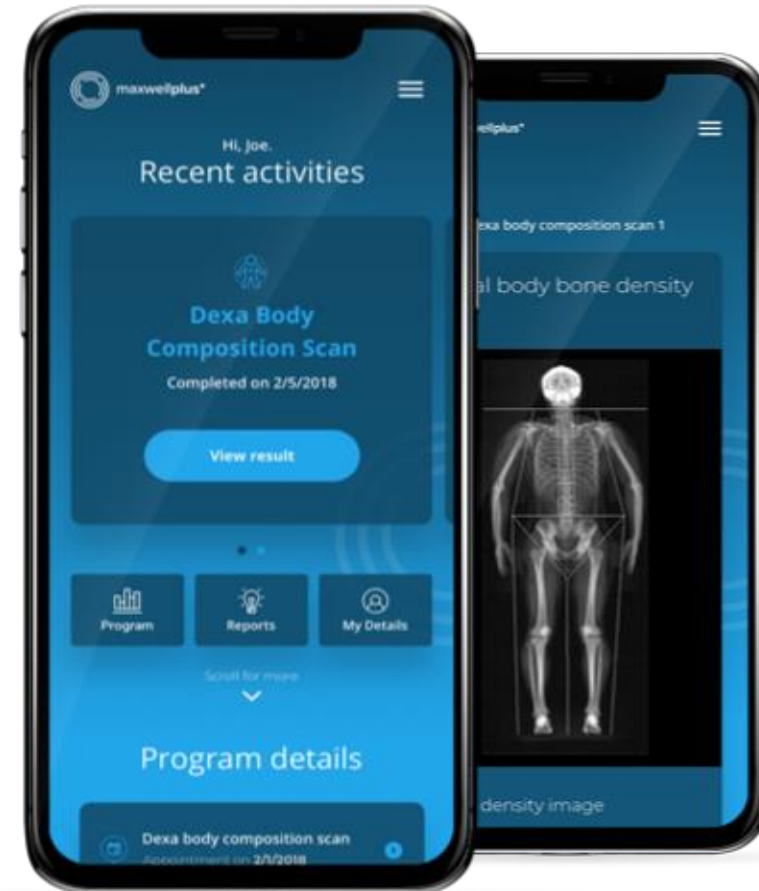 maxwellplus+
Hi, Joe.
Recent activities
Dexa Body
Composition Scan
Completed on 2/5/2018
View result
Program
Reports
My Details
Scroll for more
Program details
Dexa body composition scan
Appointment on 2/1/2018
ellplus+
exa body composition scan 1
al body bone density
density image